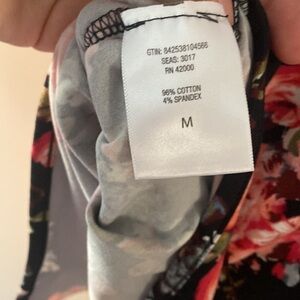 GTIN: 842538104566
SEAS: 3017
RN 42000
96% COTTON
4% SPANDEX
M